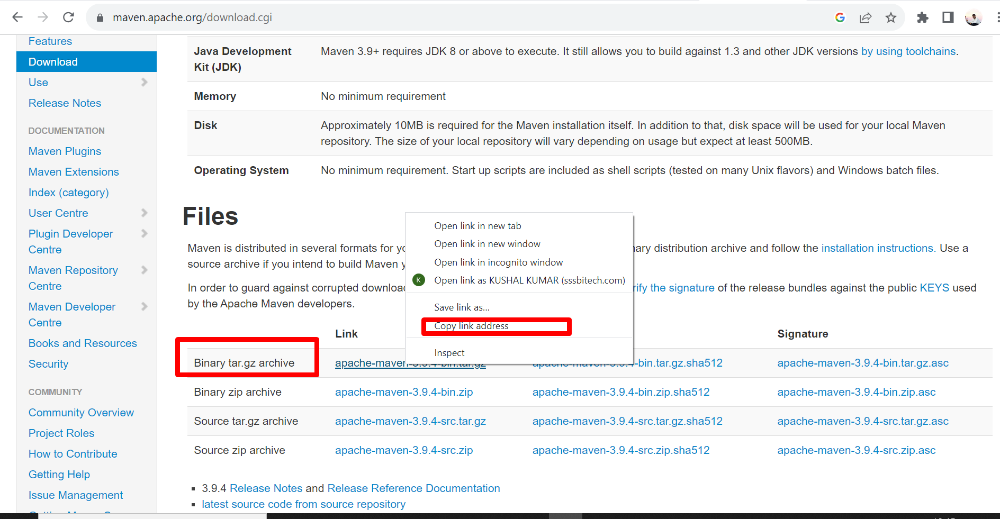 maven.apache.org/download.cgi
Features
Download
Use
Release Notes
DOCUMENTATION
Maven Plugins
Maven Extensions
Index (category)
User Centre
Plugin Developer
Centre
Maven Repository
Centre
Maven Developer
Centre
Books and Resources
Security
COMMUNITY
Community Overview
Project Roles
How to Contribute
Getting Help
Issue Management
Java Development Maven 3.9+ requires JDK 8 or above to execute. It still allows you to build against 1.3 and other JDK versions by using toolchains.
Kit (JDK)
Memory No minimum requirement
Disk Approximately 10MB is required for the Maven installation itself. In addition to that, disk space will be used for your local Maven
repository. The size of your local repository will vary depending on usage but expect at least 500MB.
Operating System No minimum requirement. Start up scripts are included as shell scripts (tested on many Unix flavors) and Windows batch files.
Files
Maven is distributed in several formats for distribution archive and follow the installation instructions. Use a
source archive if you intend to build Maven
In order to guard against corrupted the signature of the release bundles against the public KEYS used
by the Apache Maven developers.
Open link in new tab
Open link in new window
Open link in incognito window
K Open link as KUSHAL KUMAR (sssbitech.com)
Save link as...
Copy link address
Inspect
Link Signature
Binary tar.gz archive apache-maven-3.9.4-bin.tar.gz apache-maven-3.9.4-bin.tar.gz.sha512 apache-maven-3.9.4-bin.tar.gz.asc
Binary zip archive apache-maven-3.9.4-bin.zip apache-maven-3.9.4-bin.zip.sha512 apache-maven-3.9.4-bin.zip.asc
Source tar.gz archive apache-maven-3.9.4-src.tar.gz apache-maven-3.9.4-src.tar.gz.sha512 apache-maven-3.9.4-src.tar.gz.asc
Source zip archive apache-maven-3.9.4-src.zip apache-maven-3.9.4-src.zip.sha512 apache-maven-3.9.4-src.zip.asc
▪ 3.9.4 Release Notes and Release Reference Documentation
▪ latest source code from source repository